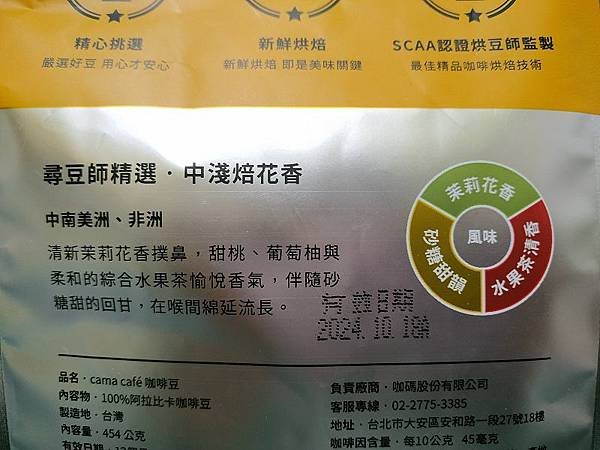 精心挑選
嚴選好豆 用心才安心
新鮮烘焙
新鮮烘焙 即是美味關鍵
SCAA認證烘豆師監製
最佳精品咖啡烘焙技術
尋豆師精選・中淺焙花香
中南美洲、非洲
清新茉莉花香撲鼻，甜桃、葡萄柚與
柔和的綜合水果茶愉悅香氣，伴隨砂
糖甜的回甘，在喉間綿延流長。
茉莉花香
風味
砂糖甜韻
水果茶清香
有效日期
2024.10.18
品名・cama café 咖啡豆
內容物・100%阿拉比卡咖啡豆
製造地・台灣
內容量・454 公克
有效日期・12個月
負責廠商・咖碼股份有限公司
客服專線・02-2775-3385
地址・台北市大安區安和路一段27號18樓
咖啡因含量・每10公克 45毫克